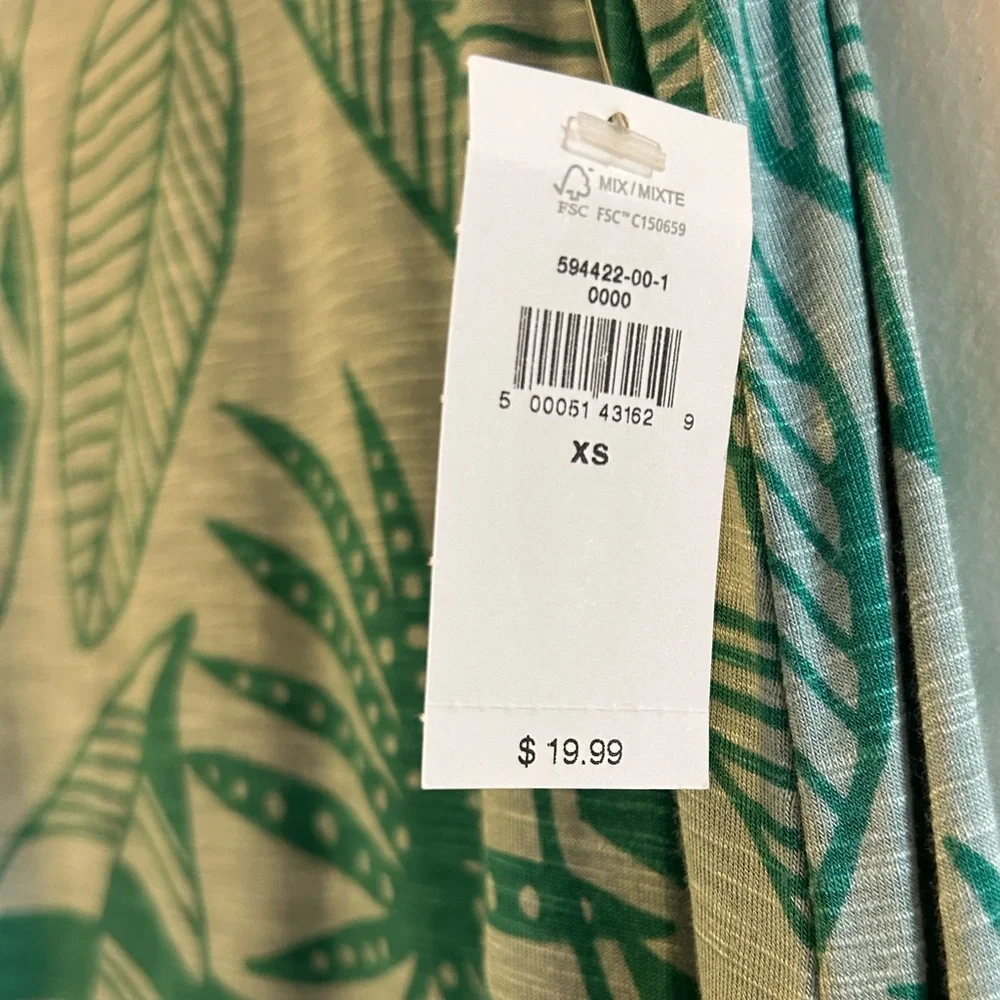 MIX/MIXTE
FSC FSC™ C150659
594422-00-1
0000
5 00051 43162 9
XS
$ 19.99